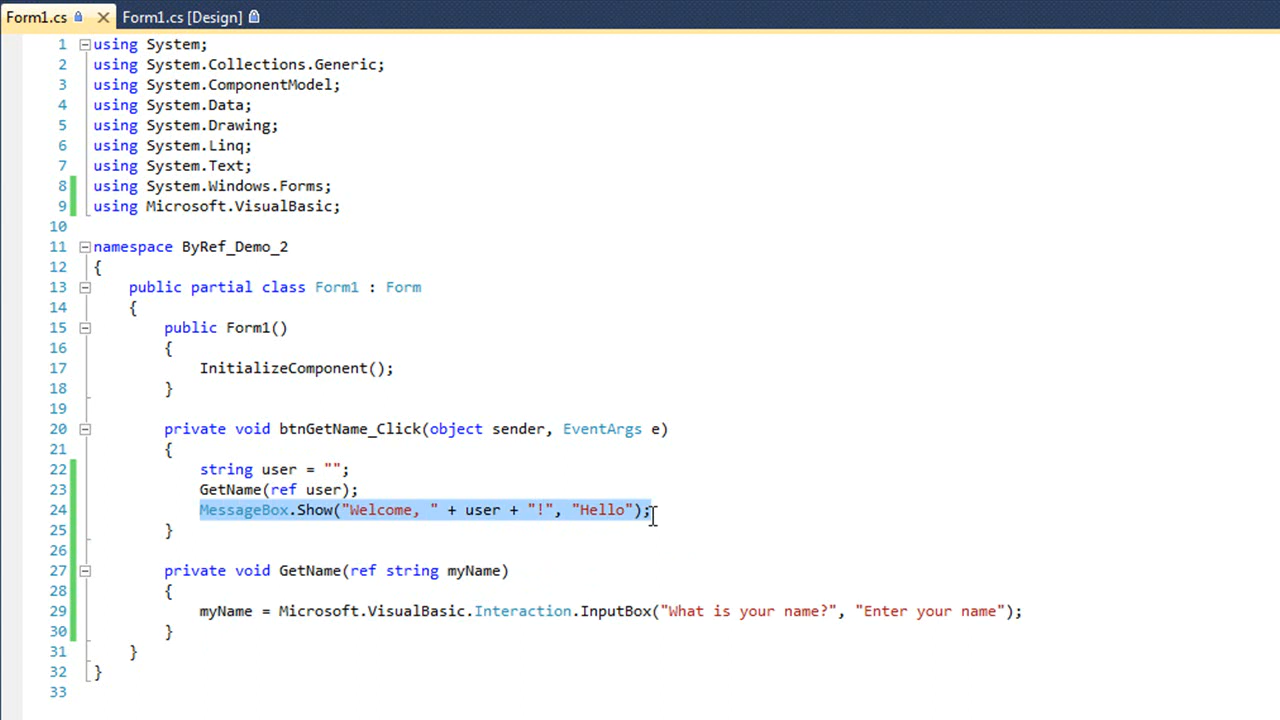 Form1.cs Form1.cs [Design]
1 using System;
2 using System.Collections.Generic;
3 using System.ComponentModel;
4 using System.Data;
5 using System.Drawing;
6 using System.Linq;
7 using System.Text;
8 using System.Windows.Forms;
9 using Microsoft.VisualBasic;
10
11 namespace ByRef_Demo_2
12 {
13     public partial class Form1 : Form
14     {
15         public Form1()
16         {
17             InitializeComponent();
18         }
19
20         private void btnGetName_Click(object sender, EventArgs e)
21         {
22             string user = "";
23             GetName(ref user);
24             MessageBox.Show("Welcome, " + user + "!", "Hello");
25         }
26
27         private void GetName(ref string myName)
28         {
29             myName = Microsoft.VisualBasic.Interaction.InputBox("What is your name?", "Enter your name");
30         }
31     }
32 }
33